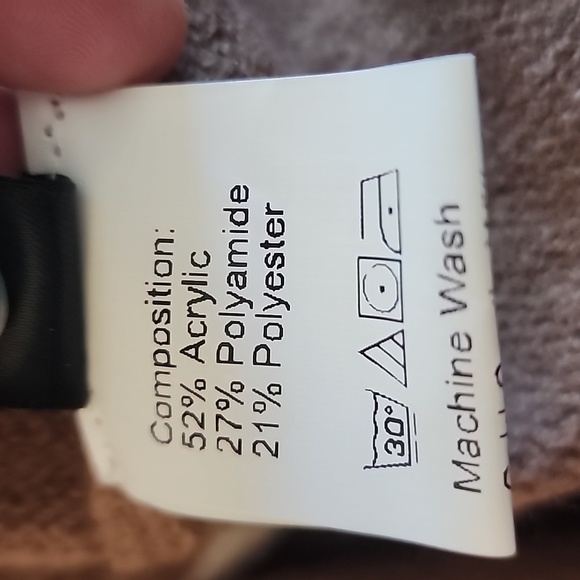 Composition:
52% Acrylic
27% Polyamide
21% Polyester
30°
Machine Wash